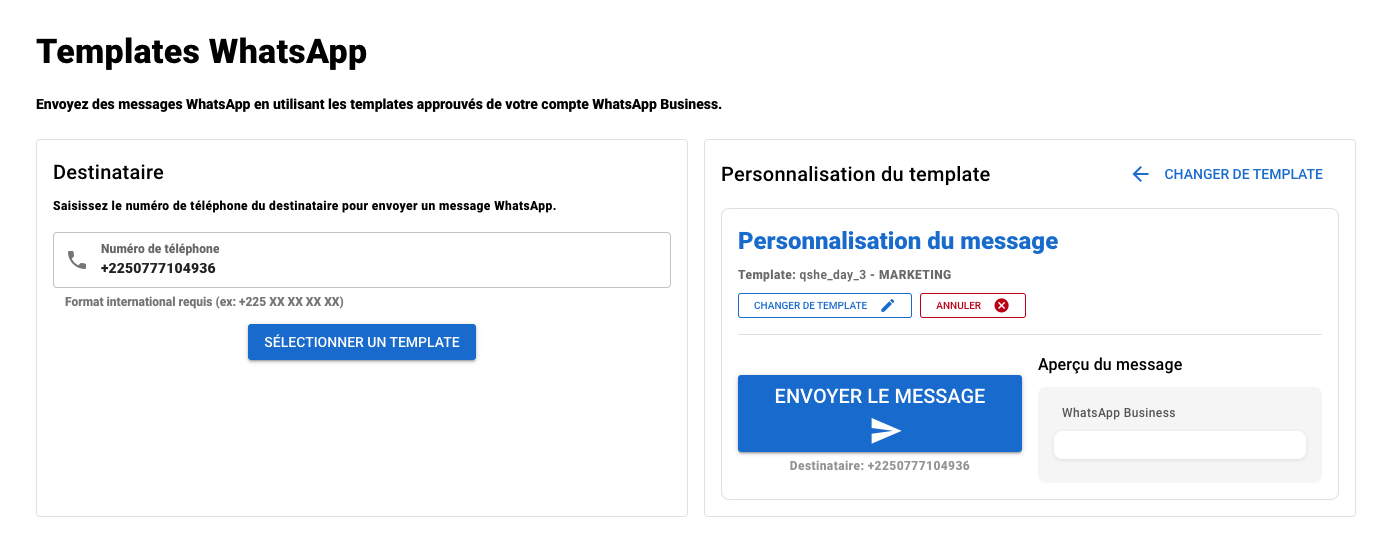 Templates WhatsApp
Envoyez des messages WhatsApp en utilisant les templates approuvés de votre compte WhatsApp Business.
Destinataire
Saisissez le numéro de téléphone du destinataire pour envoyer un message WhatsApp.
Numéro de téléphone
+2250777104936
Format international requis (ex: +225 XX XX XX XX)
SÉLECTIONNER UN TEMPLATE
Personnalisation du template
CHANGER DE TEMPLATE
Personnalisation du message
Template: qshe_day_3 - MARKETING
CHANGER DE TEMPLATE
ANNULER
ENVOYER LE MESSAGE
Destinataire: +2250777104936
Aperçu du message
WhatsApp Business